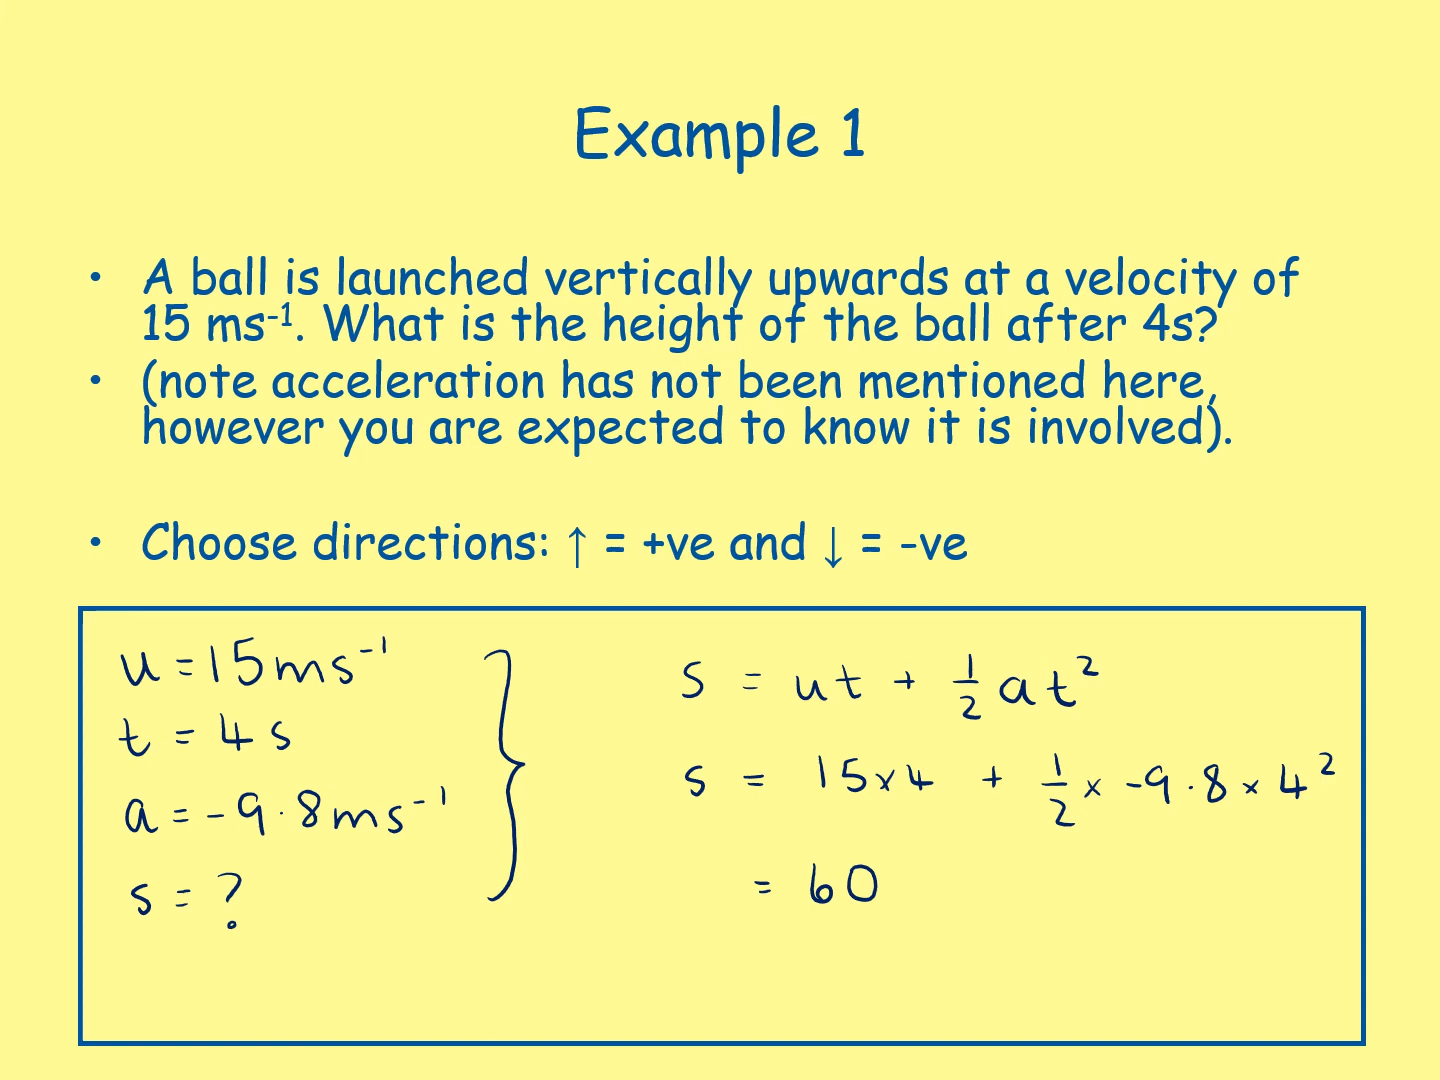 Example 1
• A ball is launched vertically upwards at a velocity of
15 ms⁻¹. What is the height of the ball after 4s?
• (note acceleration has not been mentioned here,
however you are expected to know it is involved).
• Choose directions: ↑ = +ve and ↓ = -ve
u = 15ms⁻¹
t = 4s
a = -9.8ms⁻¹
s = ?
s = ut + ½at²
s = 15×4 + ½ × -9.8 × 4²
= 60